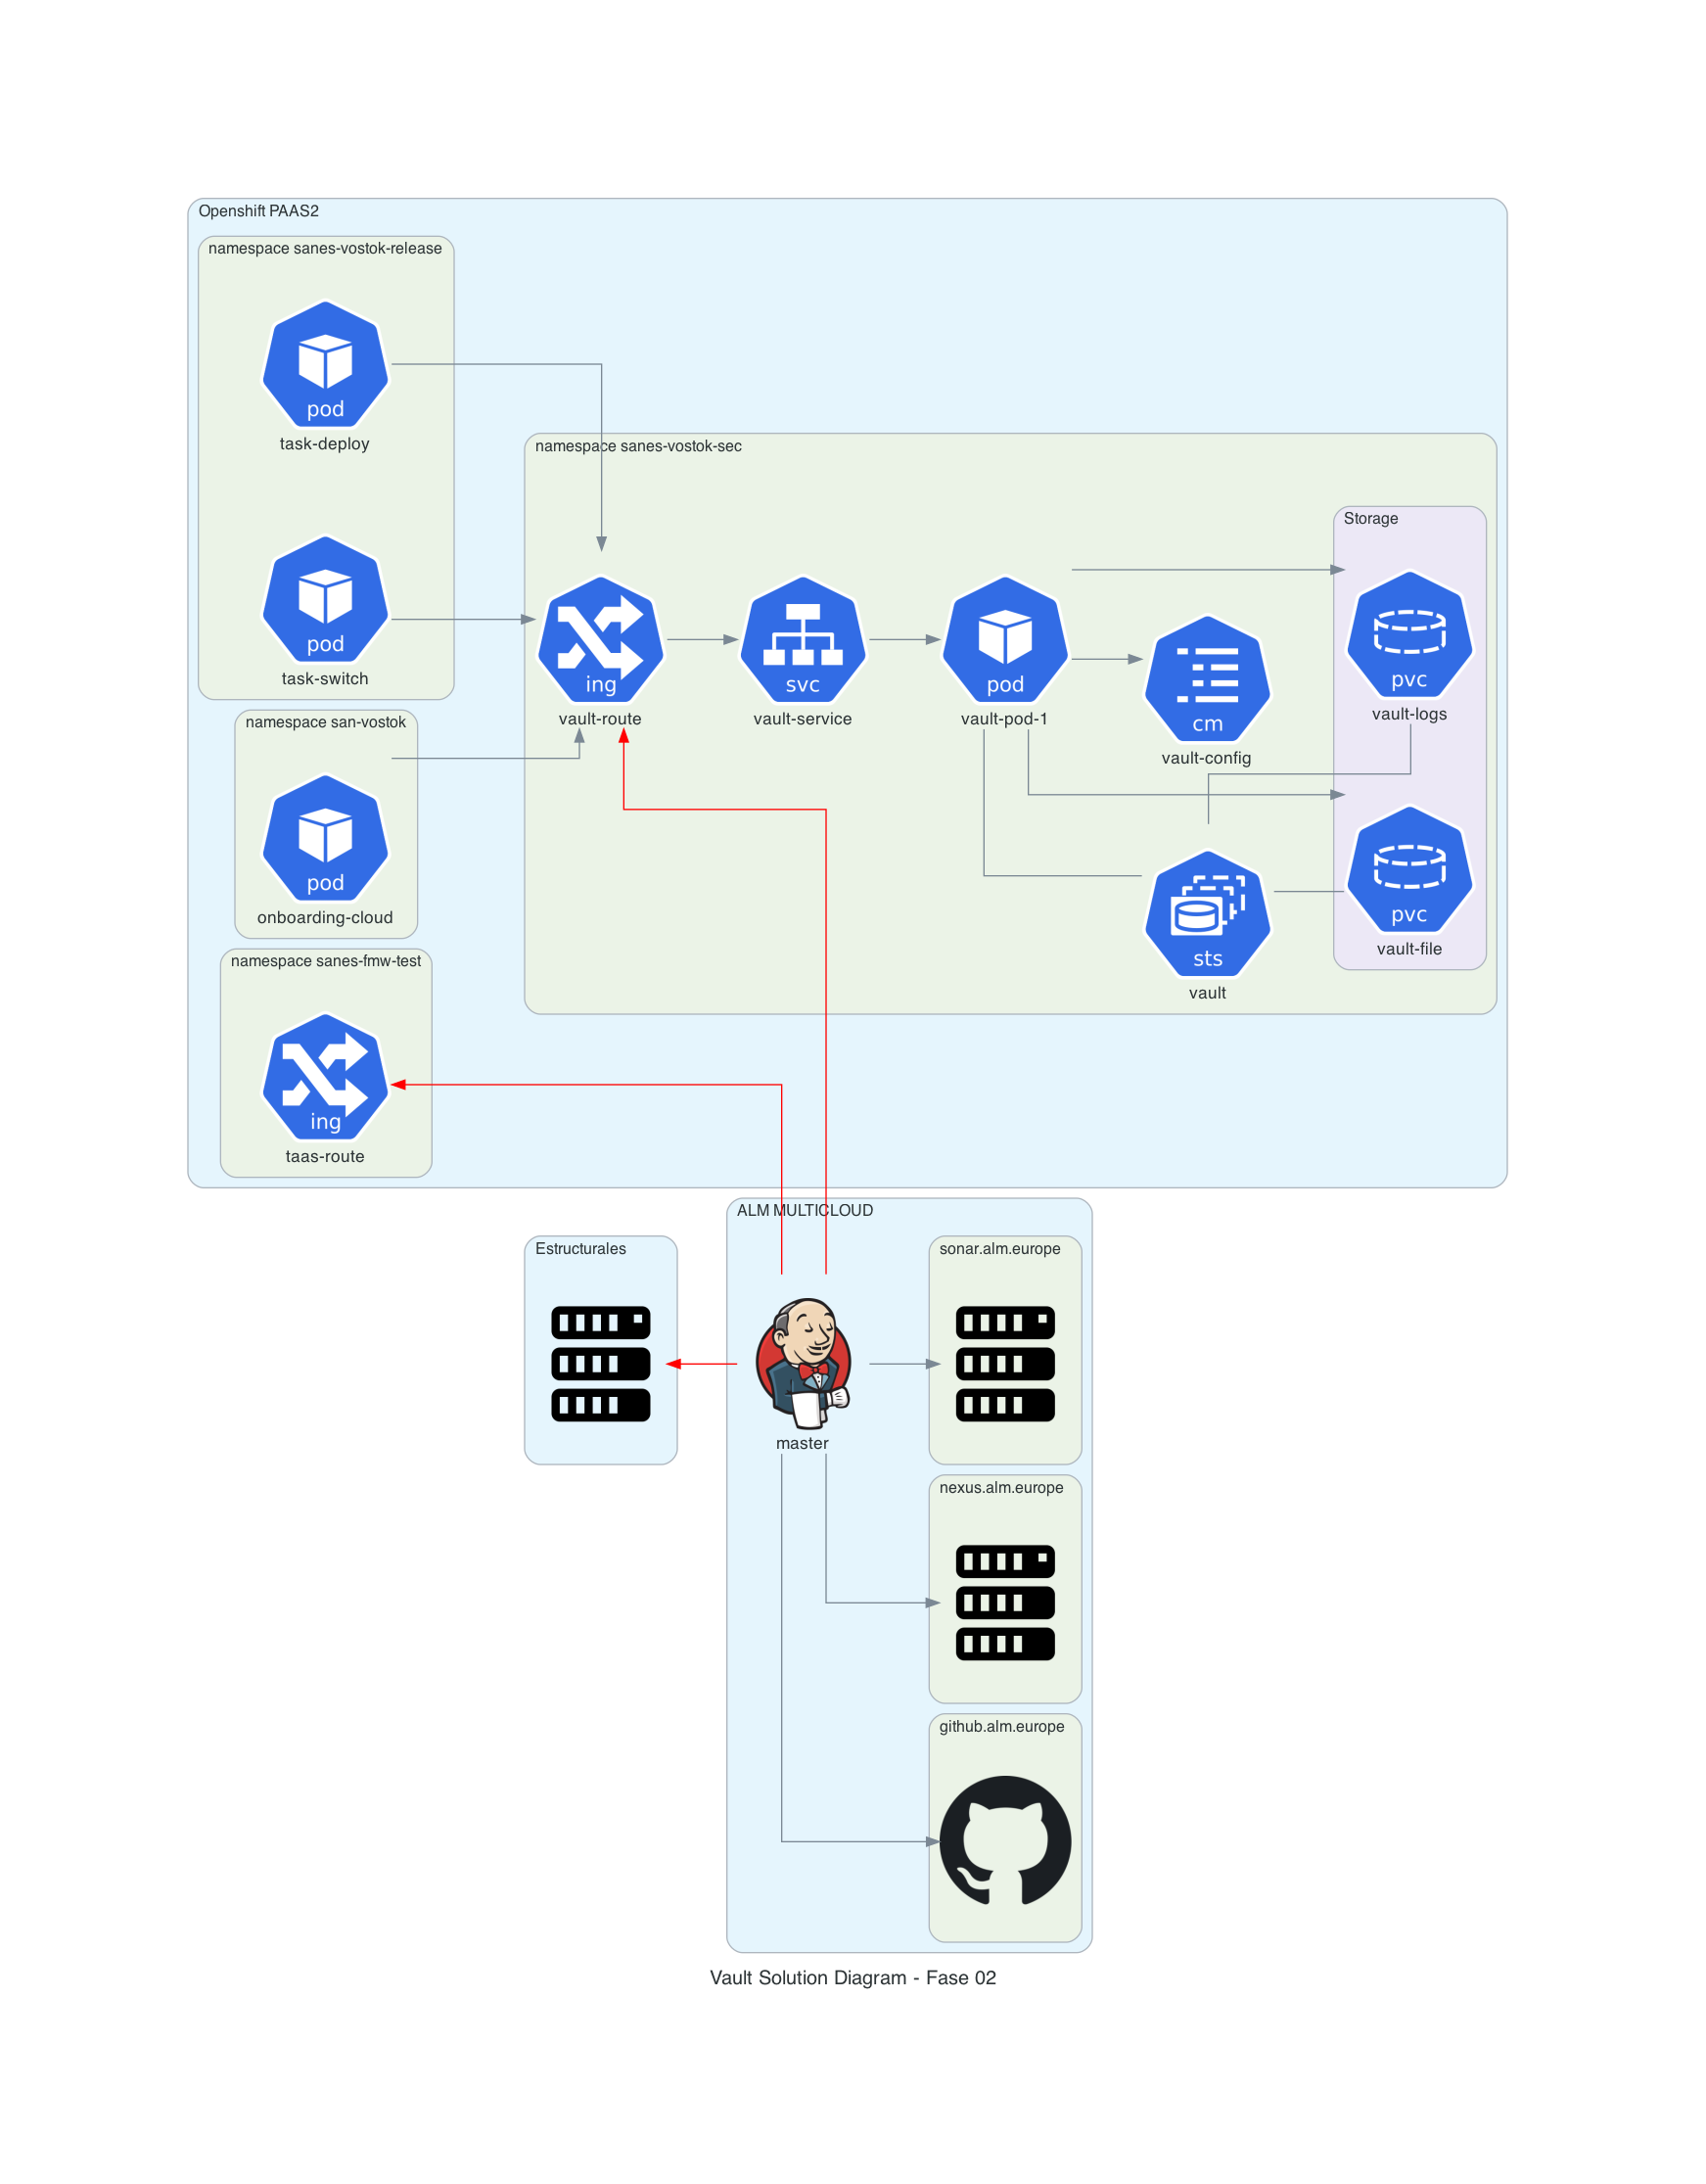 Openshift PAAS2
namespace sanes-vostok-release
pod
task-deploy
pod
task-switch
namespace san-vostok
pod
onboarding-cloud
namespace sanes-fmw-test
ing
taas-route
namespace sanes-vostok-sec
ing
vault-route
svc
vault-service
pod
vault-pod-1
cm
vault-config
sts
vault
Storage
pvc
vault-logs
pvc
vault-file
Estructurales
ALM MULTICLOUD
master
sonar.alm.europe
nexus.alm.europe
github.alm.europe
Vault Solution Diagram - Fase 02